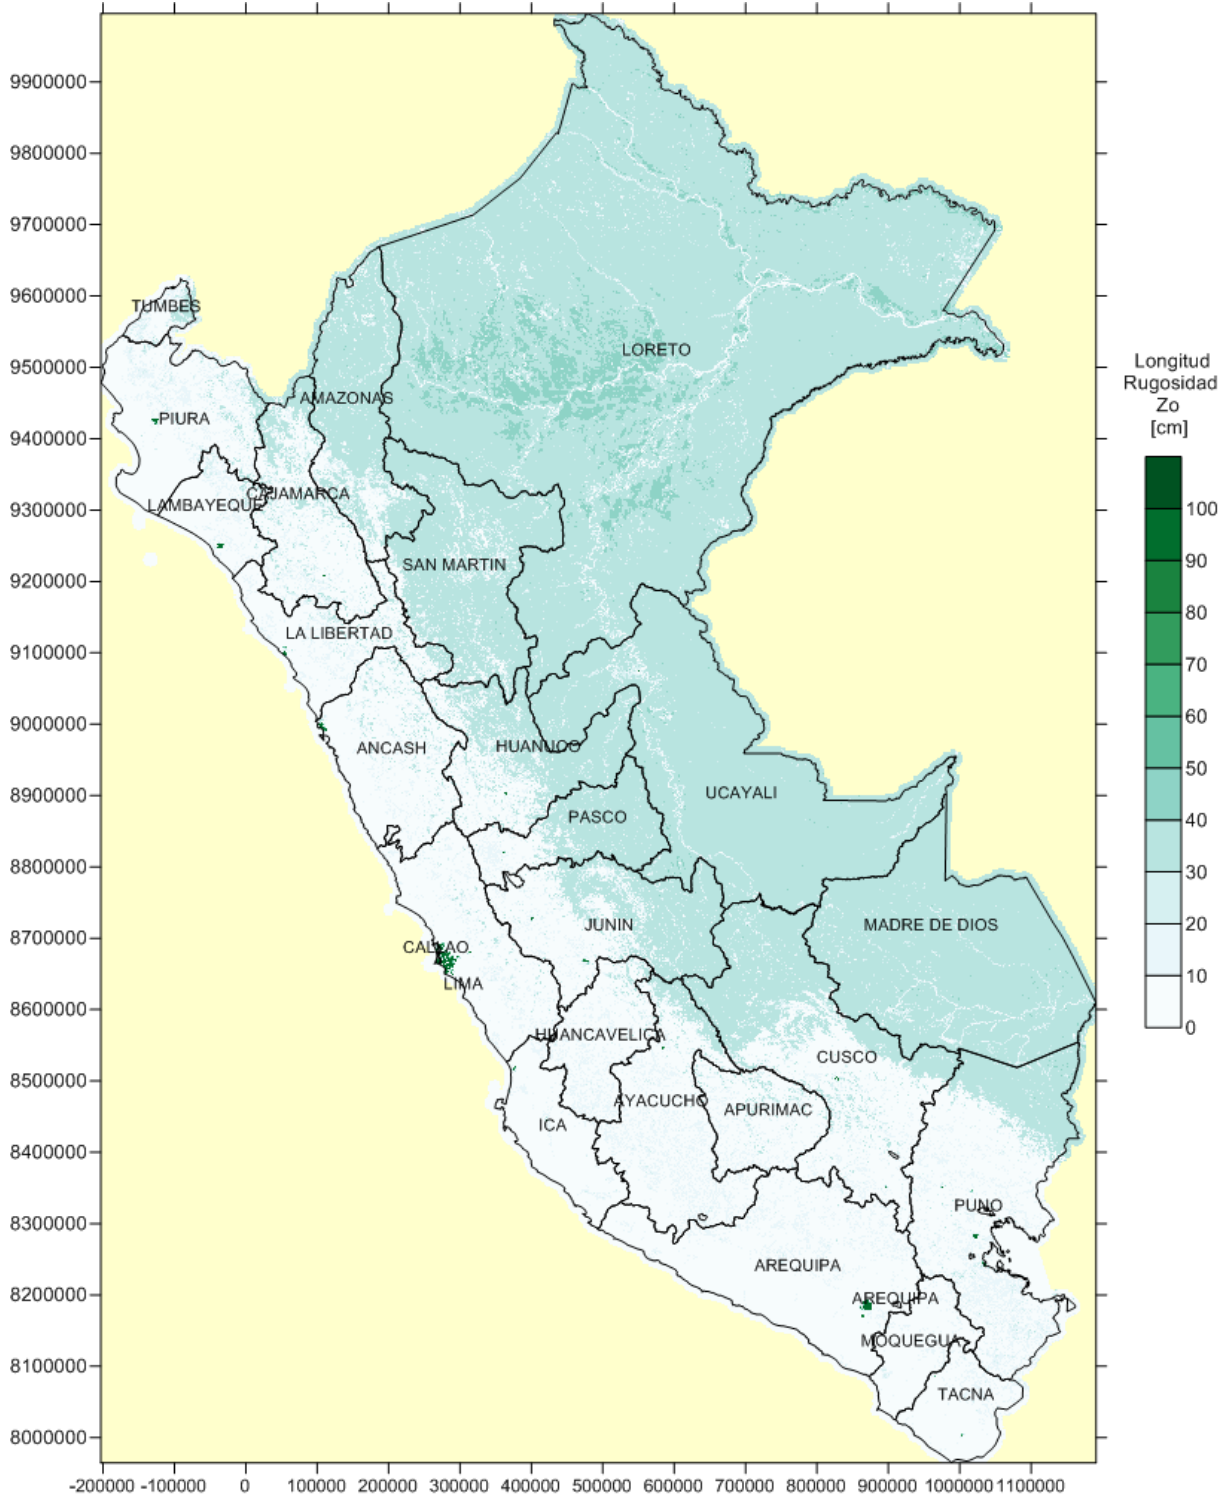 9900000
9800000
9700000
9600000
9500000
9400000
9300000
9200000
9100000
9000000
8900000
8800000
8700000
8600000
8500000
8400000
8300000
8200000
8100000
8000000
-200000 -100000 0 100000 200000 300000 400000 500000 600000 700000 800000 900000 1000000 1100000
TUMBES
LORETO
AMAZONAS
PIURA
CAJAMARCA
LAMBAYEQUE
SAN MARTIN
LA LIBERTAD
ANCASH
HUANUCO
UCAYALI
PASCO
JUNIN
MADRE DE DIOS
CALLAO
LIMA
HUANCAVELICA
CUSCO
AYACUCHO
APURIMAC
ICA
PUNO
AREQUIPA
AREQUIPA
MOQUEGUA
TACNA
Longitud
Rugosidad
Zo
[cm]
100
90
80
70
60
50
40
30
20
10
0